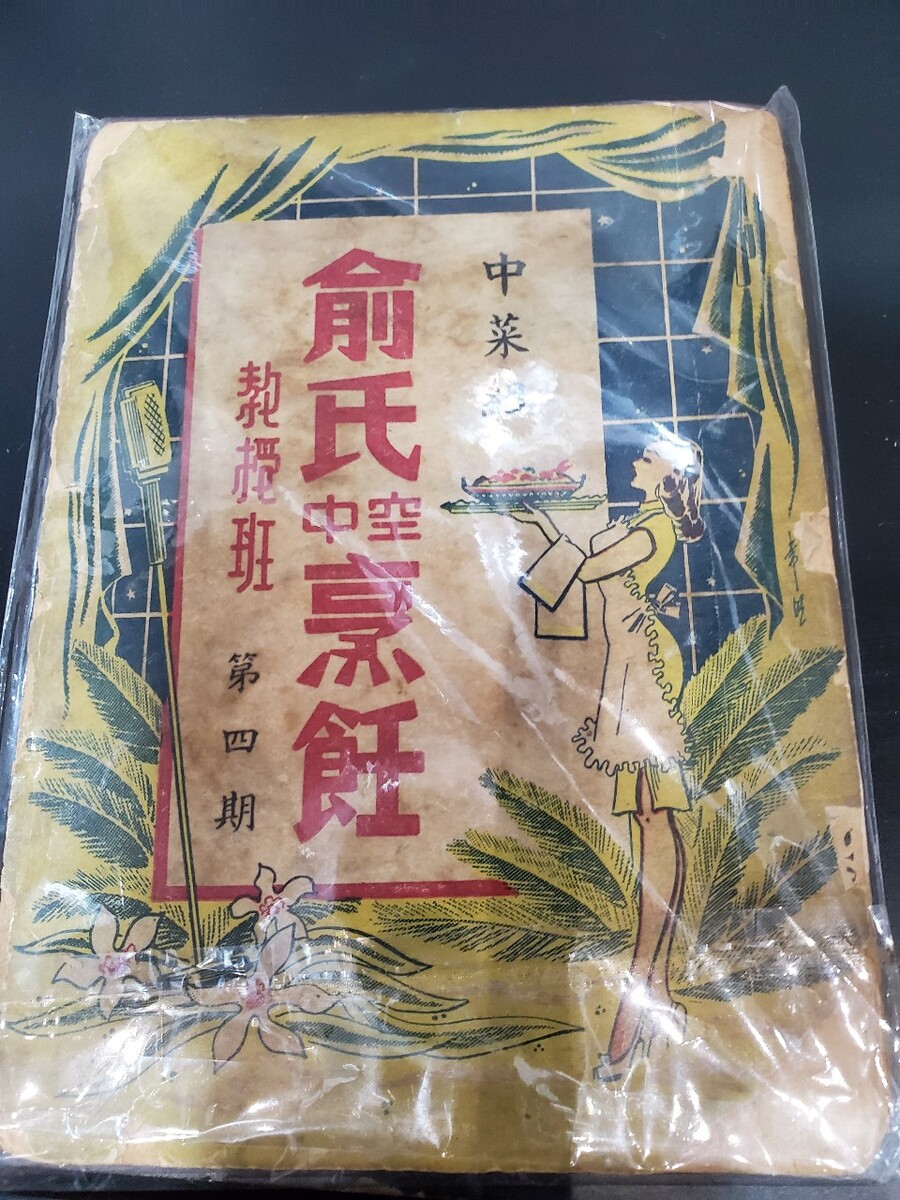 中菜
俞氏空中烹飪
教授班
第四期